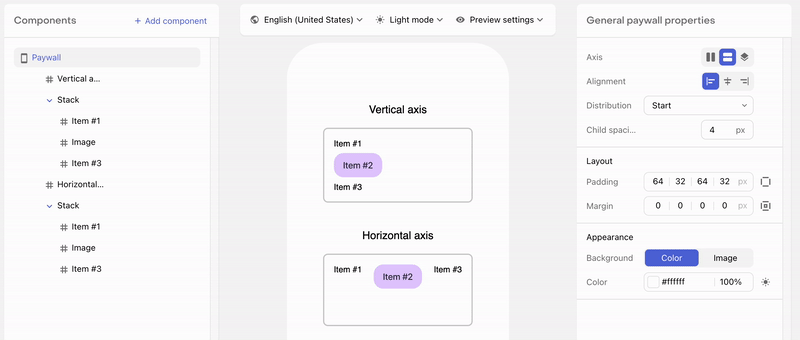 Components
+ Add component
Paywall
Vertical a...
Stack
Item #1
Image
Item #3
Horizontal...
Stack
Item #1
Image
Item #3
English (United States)
Light mode
Preview settings
Vertical axis
Item #1
Item #2
Item #3
Horizontal axis
Item #1 Item #2 Item #3
General paywall properties
Axis
Alignment
Distribution Start
Child spaci... 4 px
Layout
Padding 64 32 64 32 px
Margin 0 0 0 0 px
Appearance
Background Color Image
Color #ffffff 100%